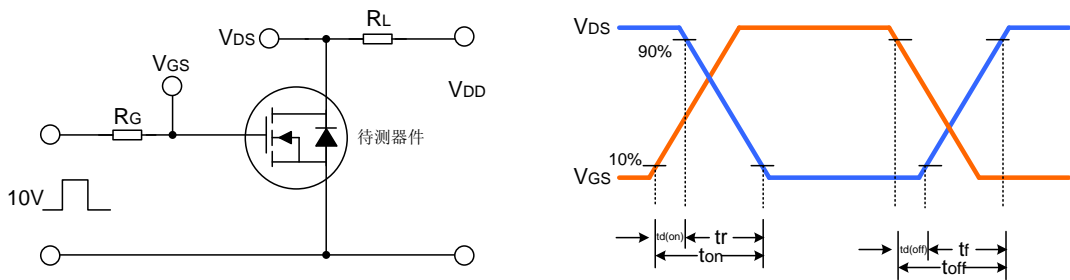 VDS
RL
VGS
VDD
RG
待测器件
10V
VDS
90%
10%
VGS
td(on)
tr
ton
td(off)
tf
toff